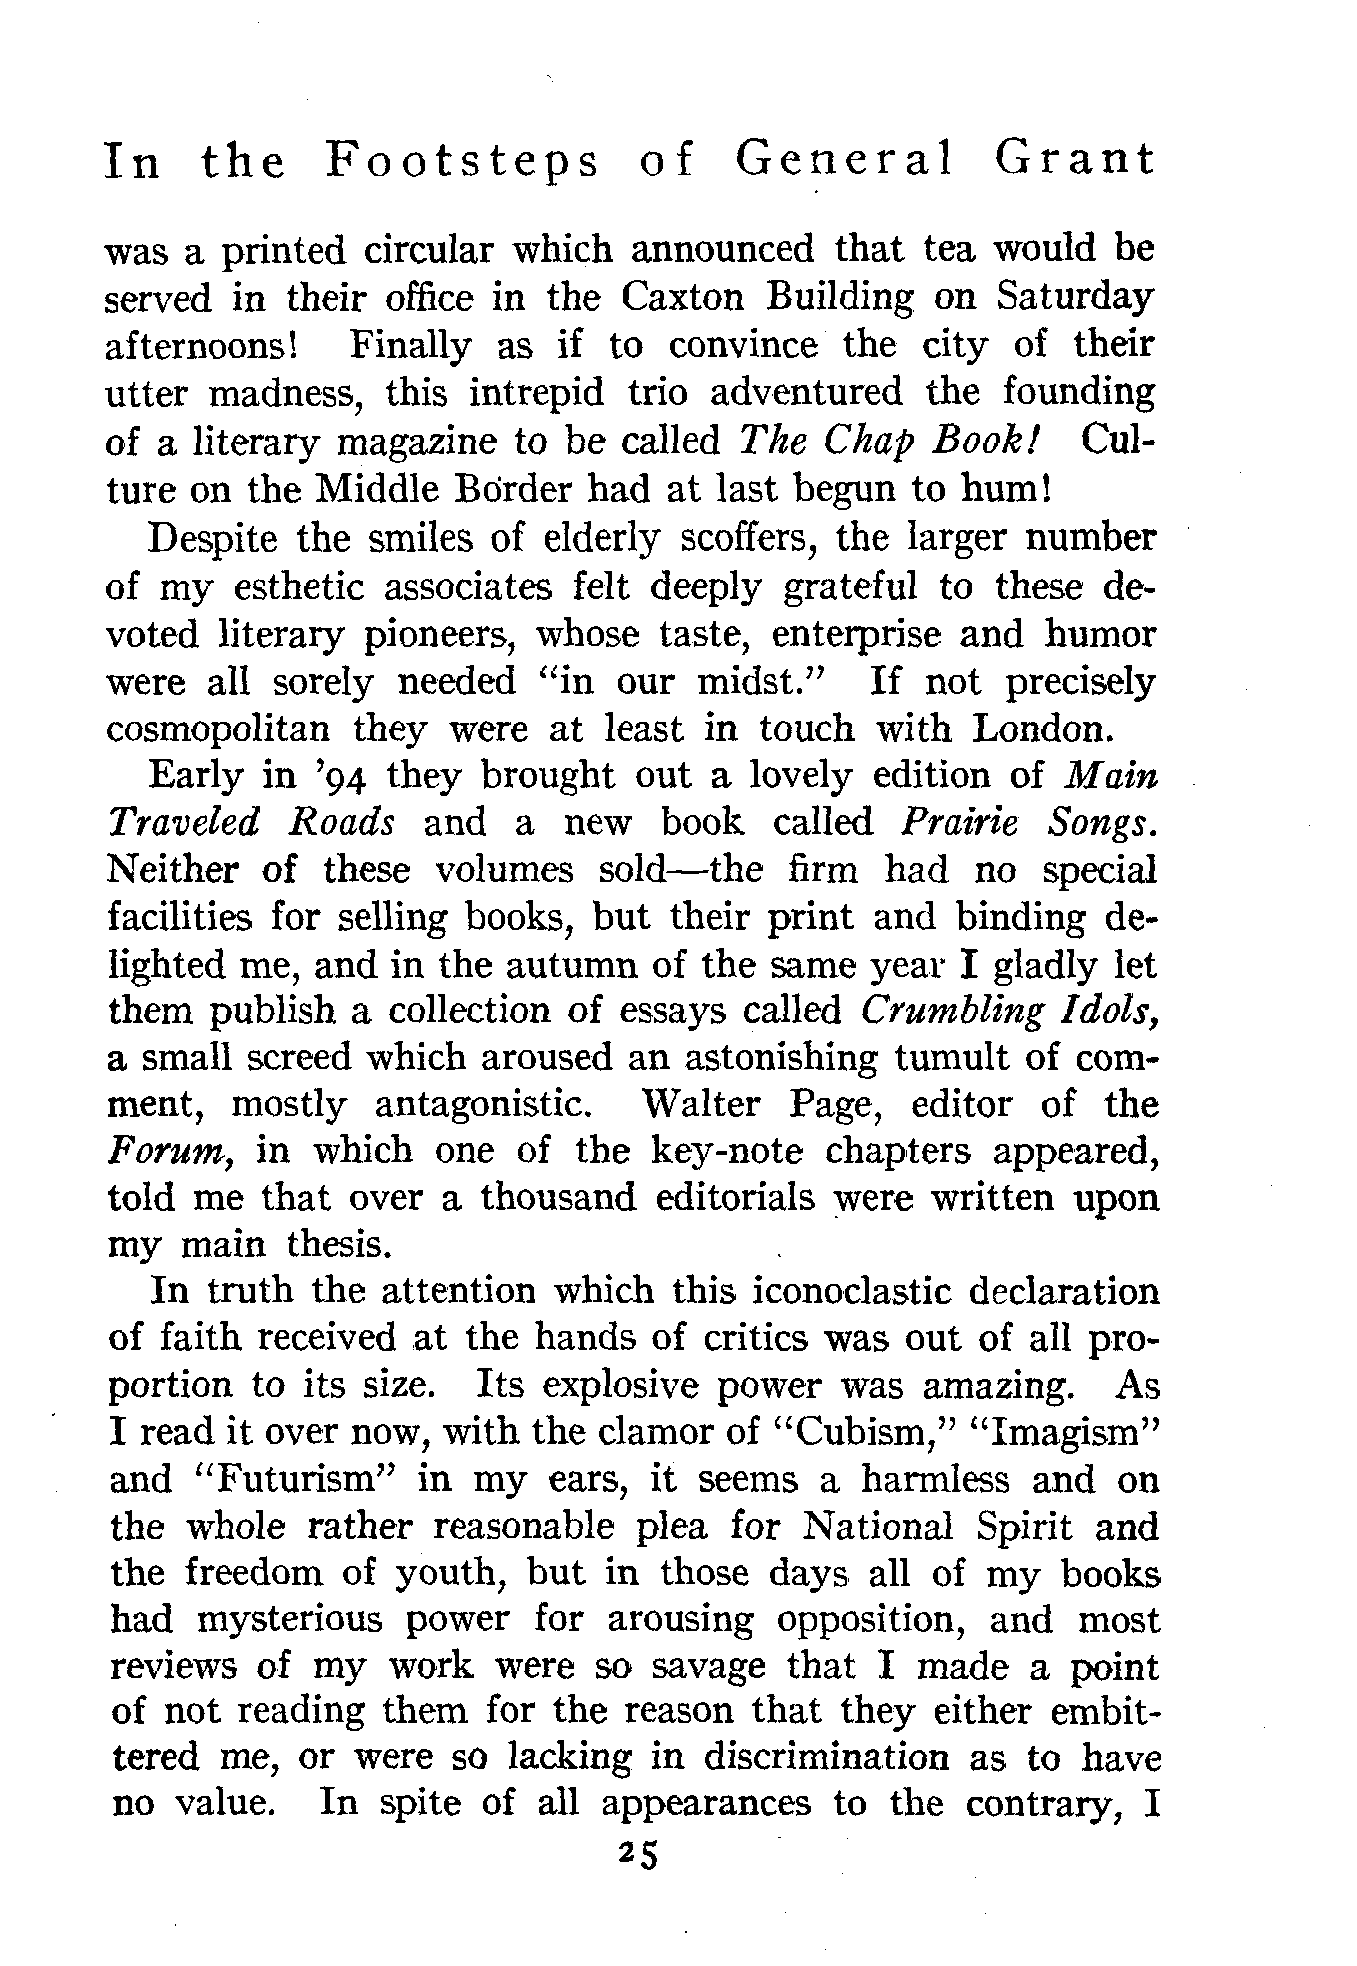 In the Footsteps of General Grant
was a printed circular which announced that tea would be
served in their office in the Caxton Building on Saturday
afternoons! Finally as if to convince the city of their
utter madness, this intrepid trio adventured the founding
of a literary magazine to be called The Chap Book! Cul-
ture on the Middle Border had at last begun to hum!
Despite the smiles of elderly scoffers, the larger number
of my esthetic associates felt deeply grateful to these de-
voted literary pioneers, whose taste, enterprise and humor
were all sorely needed “in our midst.” If not precisely
cosmopolitan they were at least in touch with London.
Early in ’94 they brought out a lovely edition of Main
Traveled Roads and a new book called Prairie Songs.
Neither of these volumes sold—the firm had no special
facilities for selling books, but their print and binding de-
lighted me, and in the autumn of the same year I gladly let
them publish a collection of essays called Crumbling Idols,
a small screed which aroused an astonishing tumult of com-
ment, mostly antagonistic. Walter Page, editor of the
Forum, in which one of the key-note chapters appeared,
told me that over a thousand editorials were written upon
my main thesis.
In truth the attention which this iconoclastic declaration
of faith received at the hands of critics was out of all pro-
portion to its size. Its explosive power was amazing. As
I read it over now, with the clamor of “Cubism,” “Imagism”
and “Futurism” in my ears, it seems a harmless and on
the whole rather reasonable plea for National Spirit and
the freedom of youth, but in those days all of my books
had mysterious power for arousing opposition, and most
reviews of my work were so savage that I made a point
of not reading them for the reason that they either embit-
tered me, or were so lacking in discrimination as to have
no value. In spite of all appearances to the contrary, I
25